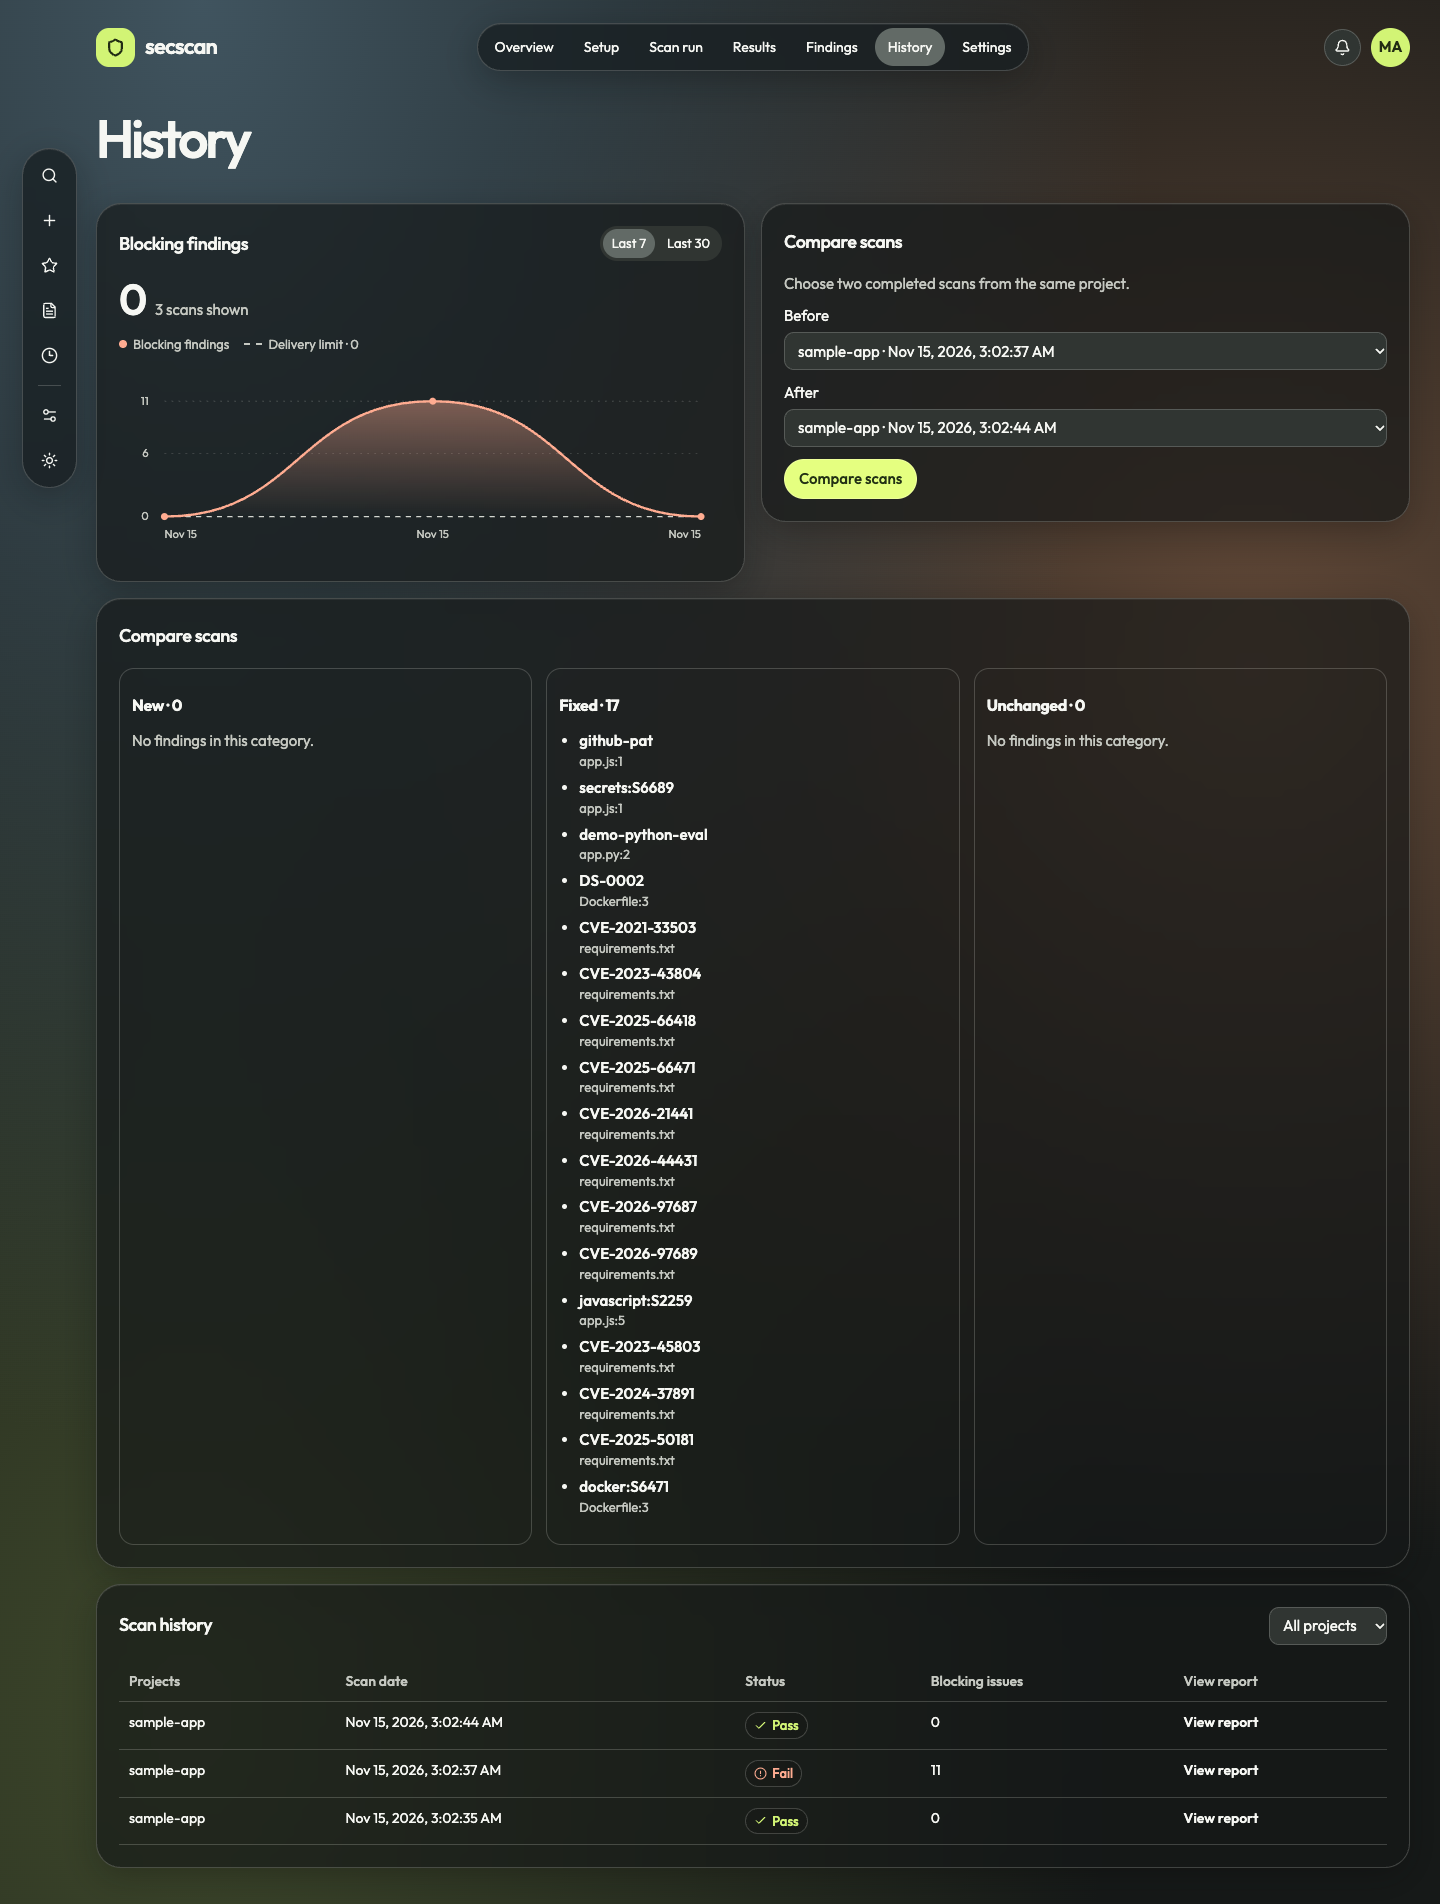 secscan
Overview Setup Scan run Results Findings History Settings
MA
History
Blocking findings
Last 7 Last 30
0 3 scans shown
Blocking findings Delivery limit · 0
11
6
0
Nov 15 Nov 15 Nov 15
Compare scans
Choose two completed scans from the same project.
Before
sample-app · Nov 15, 2026, 3:02:37 AM
After
sample-app · Nov 15, 2026, 3:02:44 AM
Compare scans
Compare scans
New · 0
No findings in this category.
Fixed · 17
github-pat
app.js:1
secrets:S6689
app.js:1
demo-python-eval
app.py:2
DS-0002
Dockerfile:3
CVE-2021-33503
requirements.txt
CVE-2023-43804
requirements.txt
CVE-2025-66418
requirements.txt
CVE-2025-66471
requirements.txt
CVE-2026-21441
requirements.txt
CVE-2026-44431
requirements.txt
CVE-2026-97687
requirements.txt
CVE-2026-97689
requirements.txt
javascript:S2259
app.js:5
CVE-2023-45803
requirements.txt
CVE-2024-37891
requirements.txt
CVE-2025-50181
requirements.txt
docker:S6471
Dockerfile:3
Unchanged · 0
No findings in this category.
Scan history
All projects
Projects Scan date Status Blocking issues View report
sample-app Nov 15, 2026, 3:02:44 AM Pass 0 View report
sample-app Nov 15, 2026, 3:02:37 AM Fail 11 View report
sample-app Nov 15, 2026, 3:02:35 AM Pass 0 View report